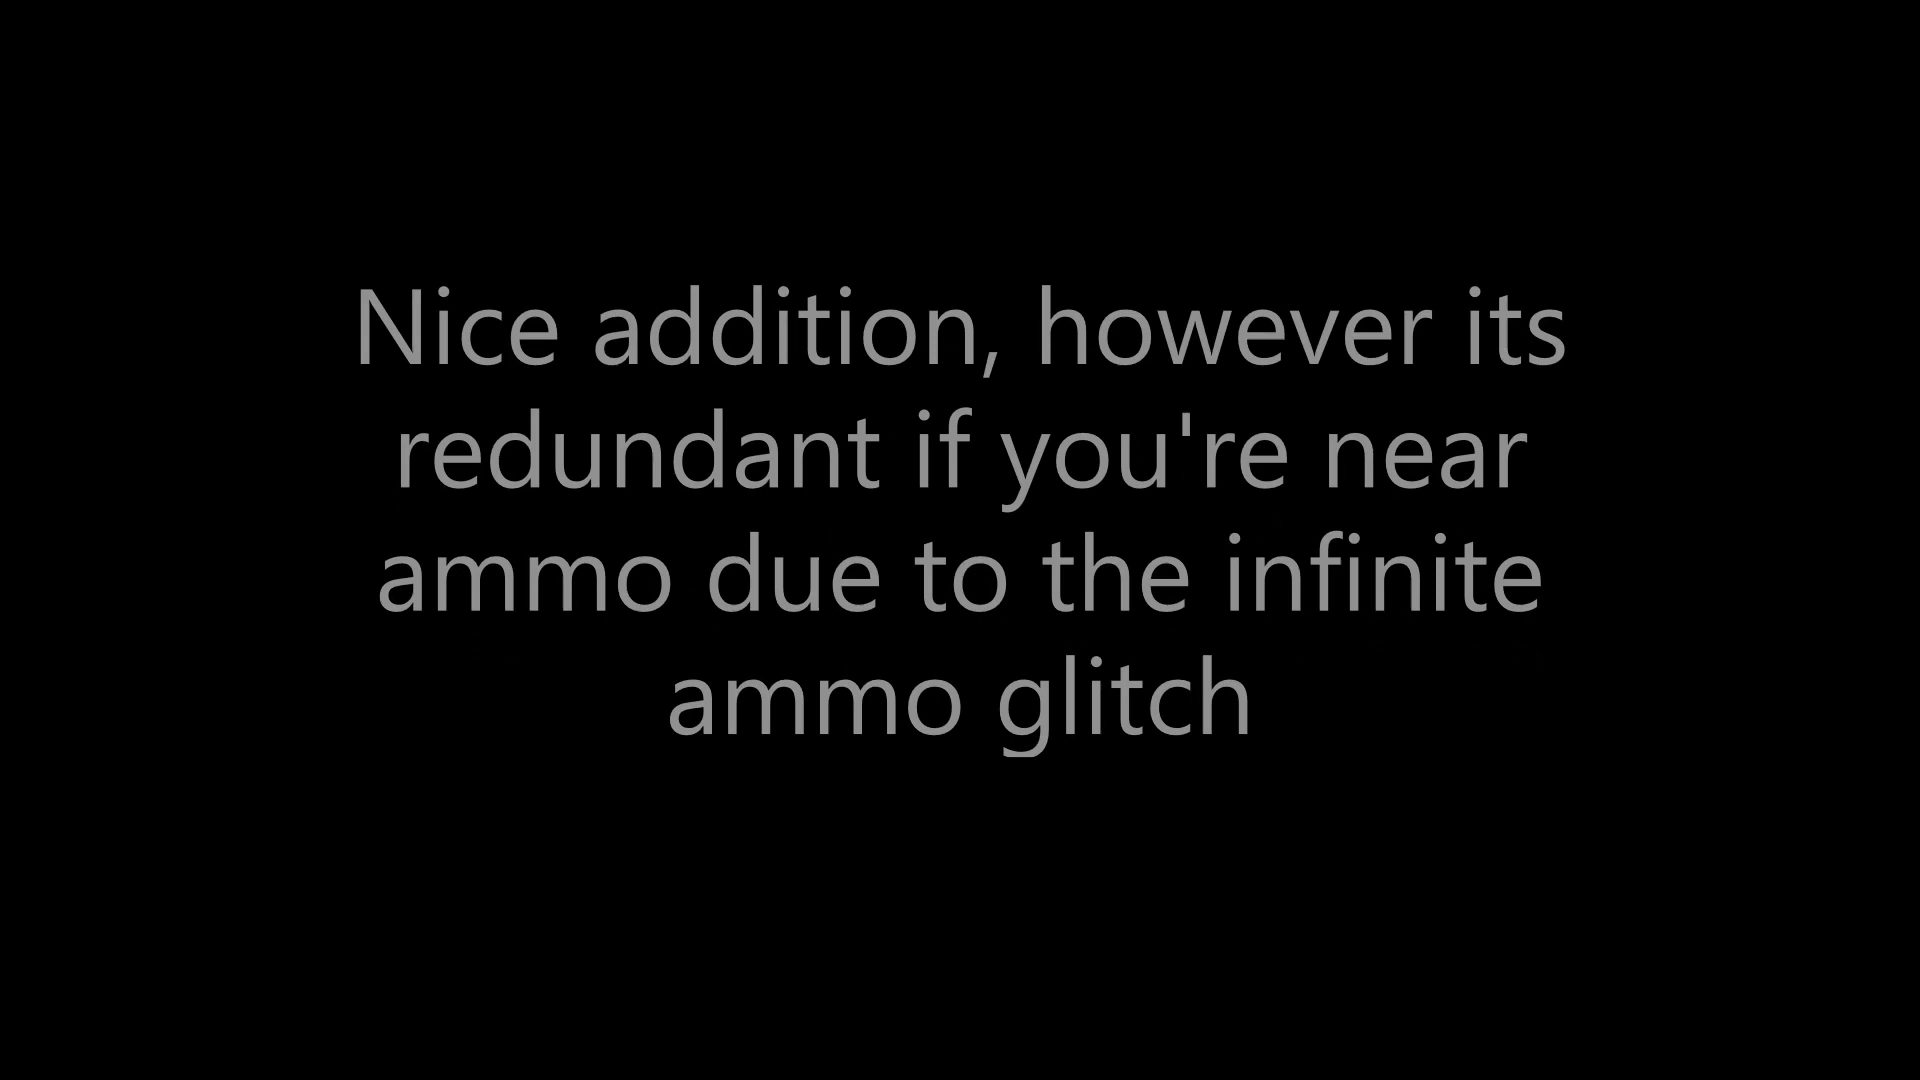 Nice addition, however its
redundant if you're near
ammo due to the infinite
ammo glitch